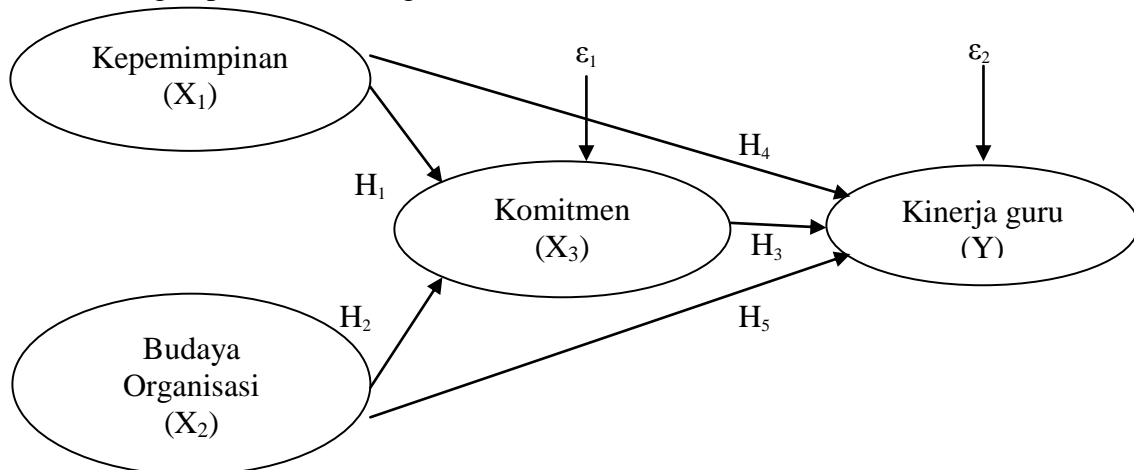 Kepemimpinan
(X₁)
ε₁
ε₂
H₄
H₁
Komitmen
(X₃)
H₃
Kinerja guru
(Y)
H₂
H₅
Budaya
Organisasi
(X₂)